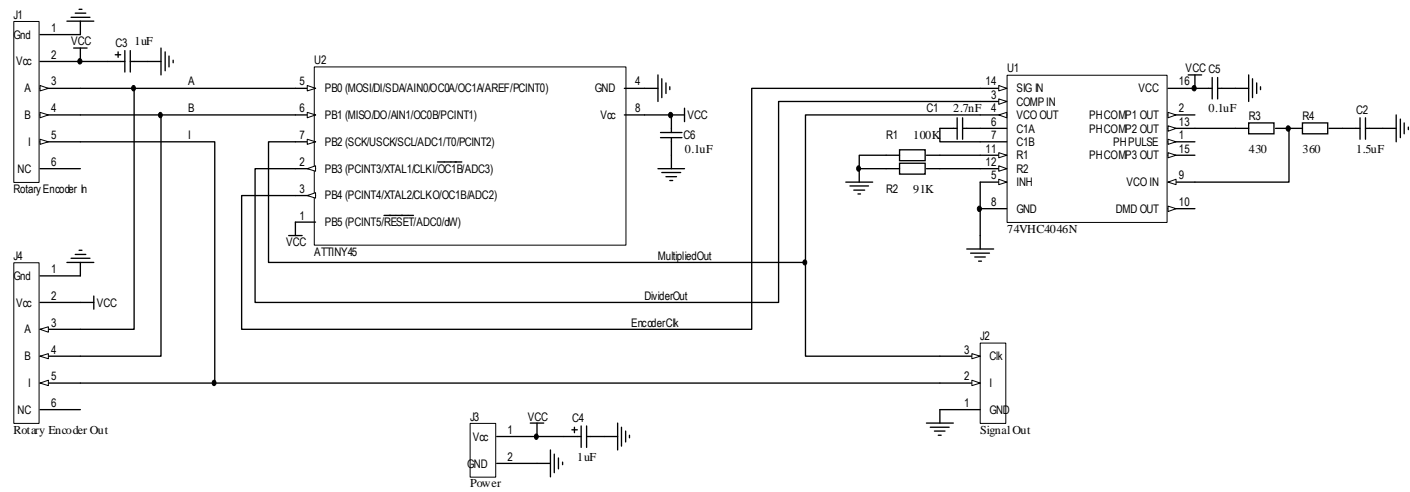 J1
Gnd 1
VCC
Vcc 2
C3
1uF
+
A 3
B 4
I 5
NC 6
Rotary Encoder In
A
B
I
U2
5 PB0 (MOSI/DI/SDA/AIN0/OC0A/OC1A/AREF/PCINT0)
6 PB1 (MISO/DO/AIN1/OC0B/PCINT1)
7 PB2 (SCK/USCK/SCL/ADC1/T0/PCINT2)
2 PB3 (PCINT3/XTAL1/CLKI/OC1B/ADC3)
3 PB4 (PCINT4/XTAL2/CLKO/OC1B/ADC2)
1 PB5 (PCINT5/RESET/ADC0/dW)
VCC
GND 4
Vcc 8
VCC
C6
0.1uF
ATTINY45
U1
14 SIG IN
3 COMP IN
4 VCO OUT
6 C1A
7 C1B
11 R1
12 R2
5 INH
8 GND
VCC 16
PH COMP1 OUT 2
PH COMP2 OUT 13
PH PULSE 1
PH COMP3 OUT 15
VCO IN 9
DMD OUT 10
74VHC4046N
C1
2.7nF
R1
100K
R2
91K
VCC
C5
0.1uF
R3
430
R4
360
C2
1.5uF
MultipliedOut
DividerOut
EncoderClk
J4
Gnd 1
Vcc 2
VCC
A 3
B 4
I 5
NC 6
Rotary Encoder Out
J2
3 Clk
2 I
1 GND
Signal Out
J3
Vcc 1
VCC
C4
+
1uF
GND 2
Power